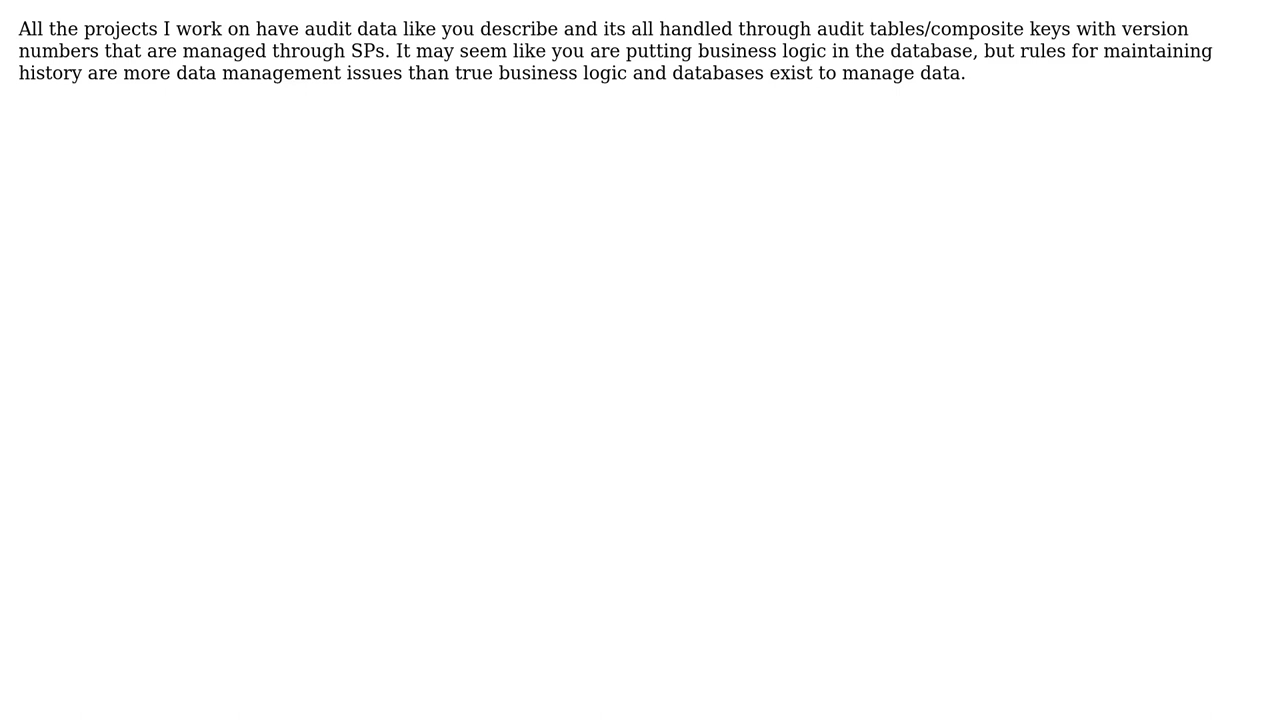 All the projects I work on have audit data like you describe and its all handled through audit tables/composite keys with version
numbers that are managed through SPs. It may seem like you are putting business logic in the database, but rules for maintaining
history are more data management issues than true business logic and databases exist to manage data.